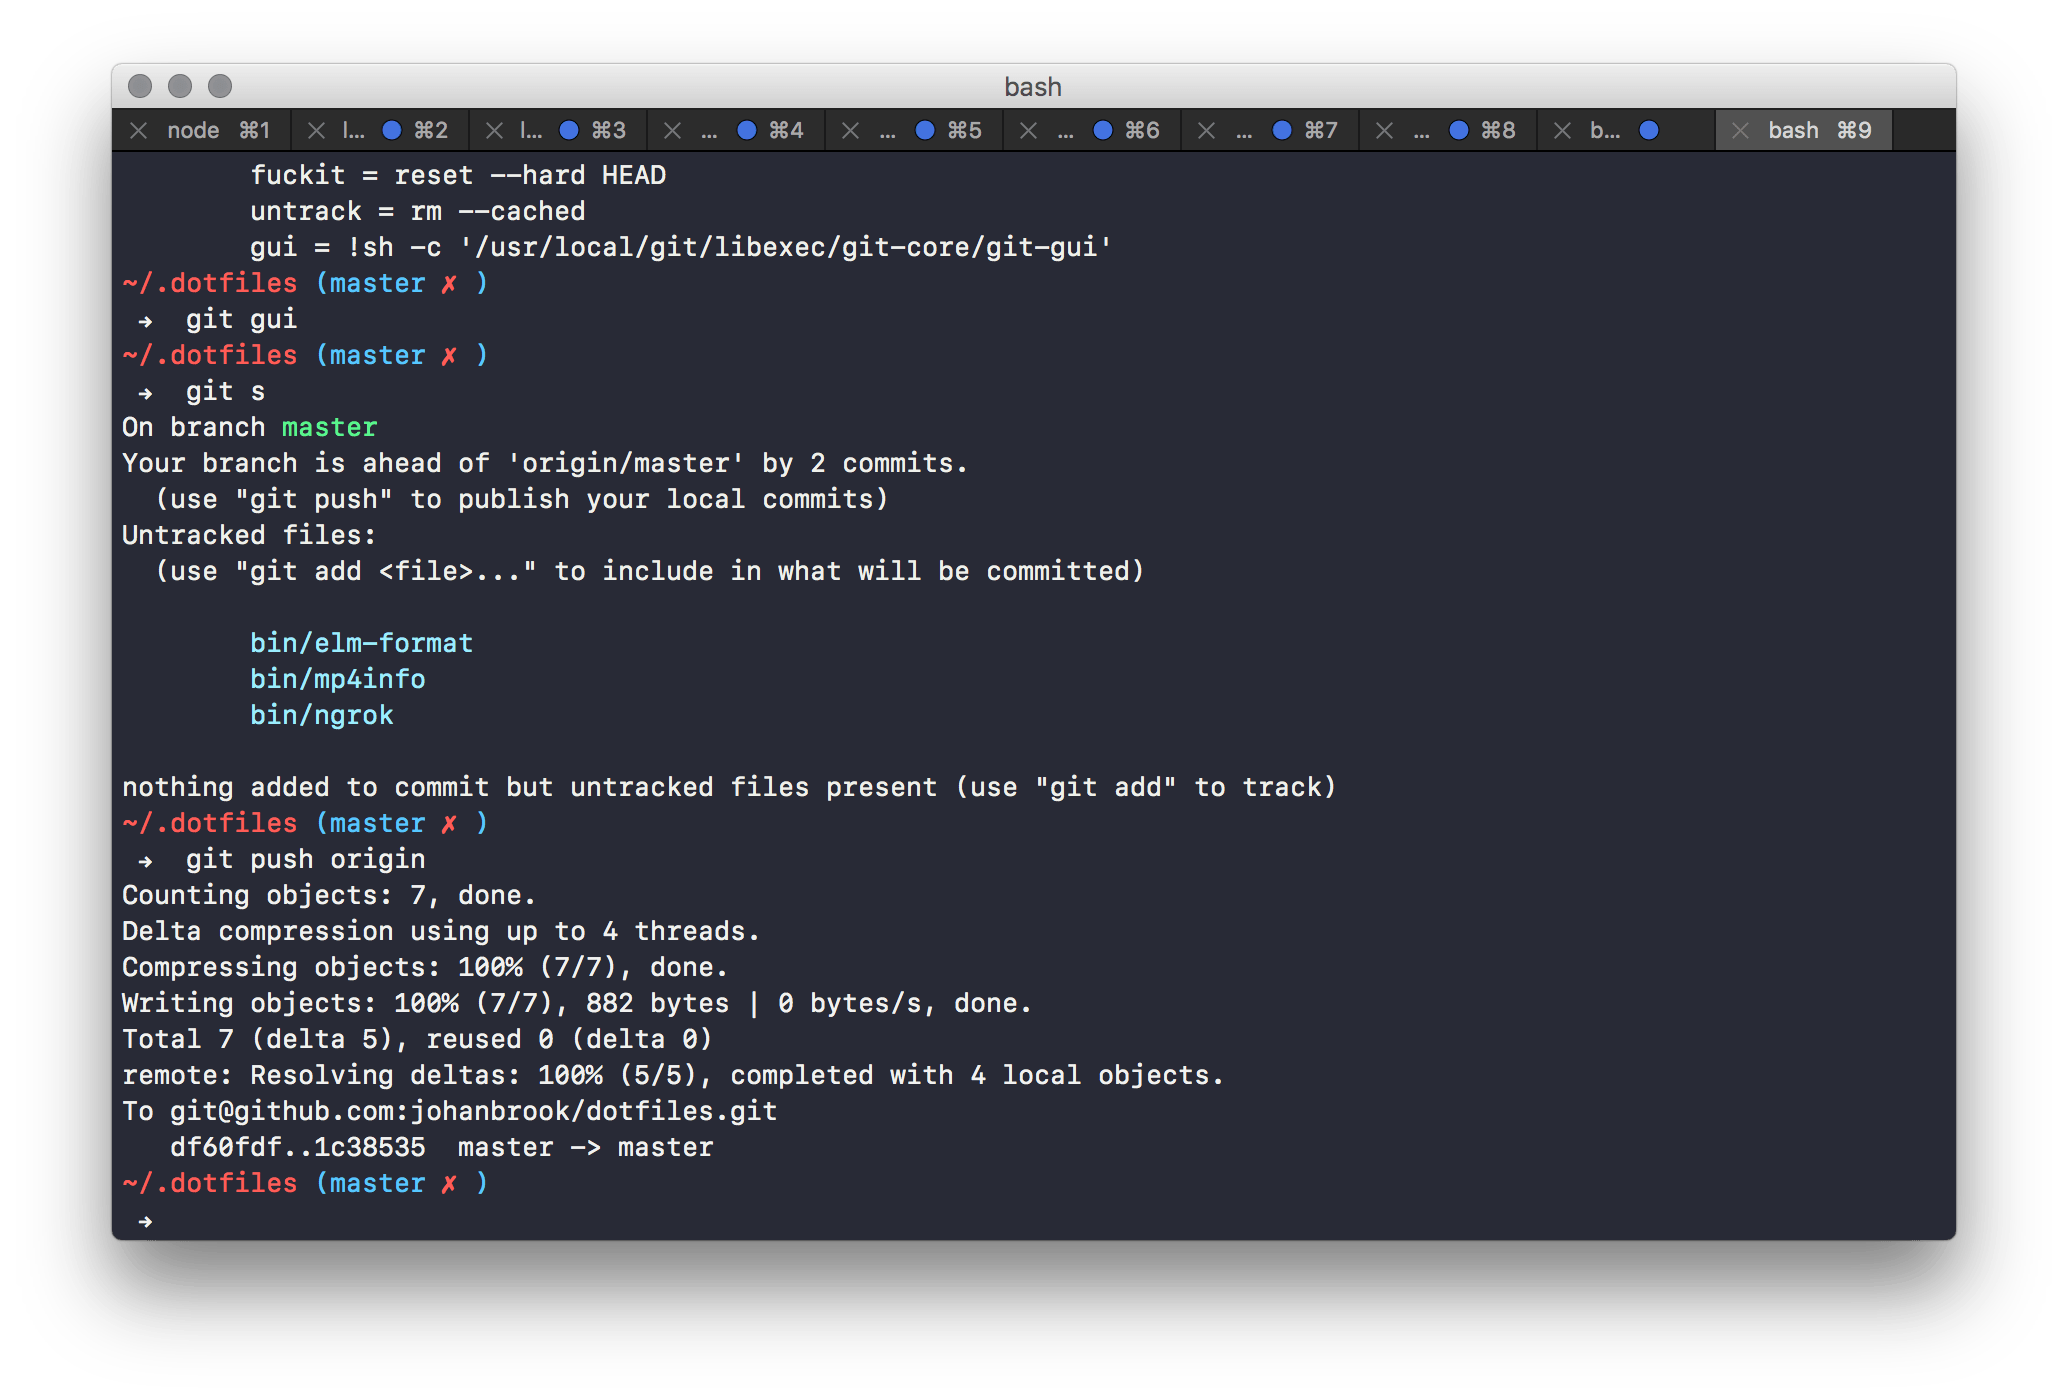 bash
node ⌘1 l... ⌘2 l... ⌘3 ... ⌘4 ... ⌘5 ... ⌘6 ... ⌘7 ... ⌘8 b... bash ⌘9
fuckit = reset --hard HEAD
untrack = rm --cached
gui = !sh -c '/usr/local/git/libexec/git-core/git-gui'
~/.dotfiles (master ✗ )
→ git gui
~/.dotfiles (master ✗ )
→ git s
On branch master
Your branch is ahead of 'origin/master' by 2 commits.
(use "git push" to publish your local commits)
Untracked files:
(use "git add <file>..." to include in what will be committed)
bin/elm-format
bin/mp4info
bin/ngrok
nothing added to commit but untracked files present (use "git add" to track)
~/.dotfiles (master ✗ )
→ git push origin
Counting objects: 7, done.
Delta compression using up to 4 threads.
Compressing objects: 100% (7/7), done.
Writing objects: 100% (7/7), 882 bytes | 0 bytes/s, done.
Total 7 (delta 5), reused 0 (delta 0)
remote: Resolving deltas: 100% (5/5), completed with 4 local objects.
To git@github.com:johanbrook/dotfiles.git
df60fdf..1c38535 master -> master
~/.dotfiles (master ✗ )
→